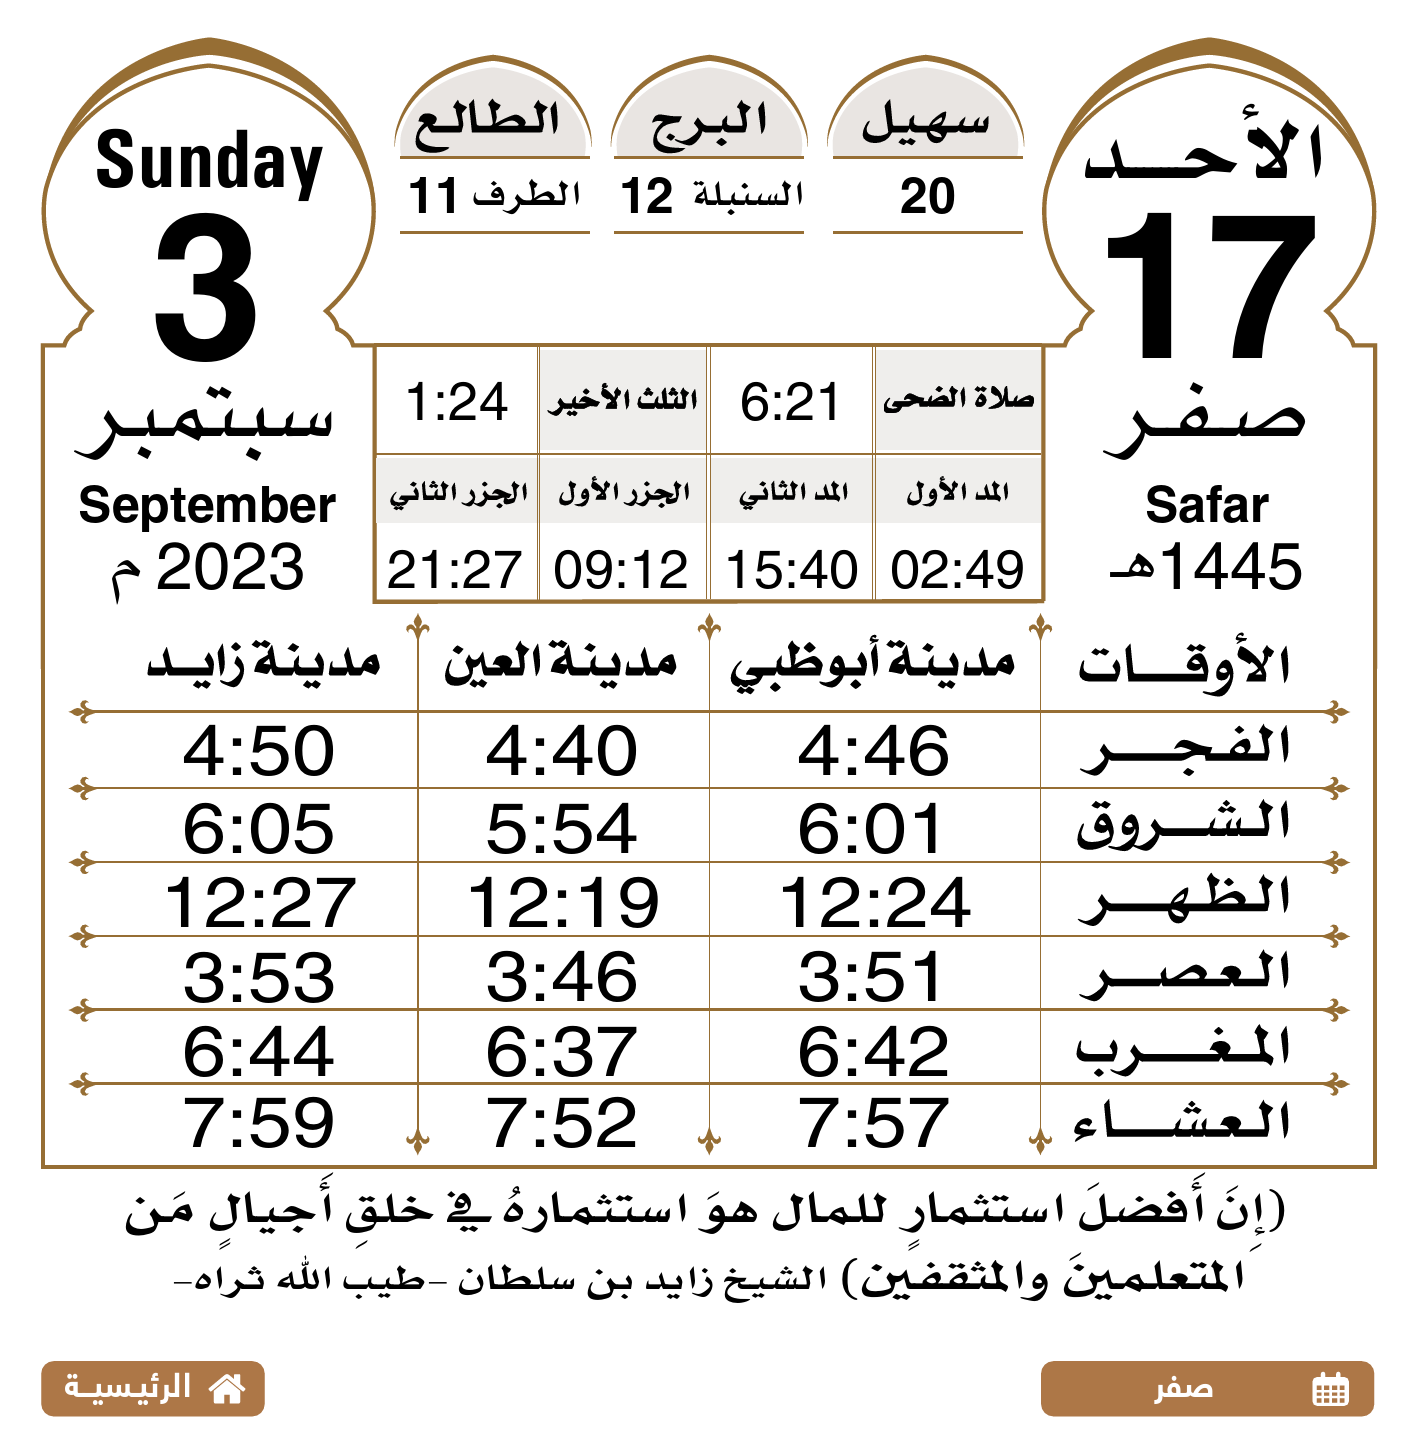 الأحد
17
صفر
Safar
1445هـ
سهيل
20
البرج
السنبلة 12
الطالع
الطرف 11
Sunday
3
سبتمبر
September
2023 م
صلاة الضحى 6:21 الثلث الأخير 1:24
المد الأول المد الثاني الجزر الأول الجزر الثاني
02:49 15:40 09:12 21:27
الأوقات مدينة أبوظبي مدينة العين مدينة زايد
الفجر 4:46 4:40 4:50
الشروق 6:01 5:54 6:05
الظهر 12:24 12:19 12:27
العصر 3:51 3:46 3:53
المغرب 6:42 6:37 6:44
العشاء 7:57 7:52 7:59
(إِنَ أَفضلَ استثمارٍ للمال هوَ استثمارهُ في خلقِ أَجيالٍ مَن
المتعلمينَ والمثقفين) الشيخ زايد بن سلطان –طيب الله ثراه–
صفر
الرئيسية